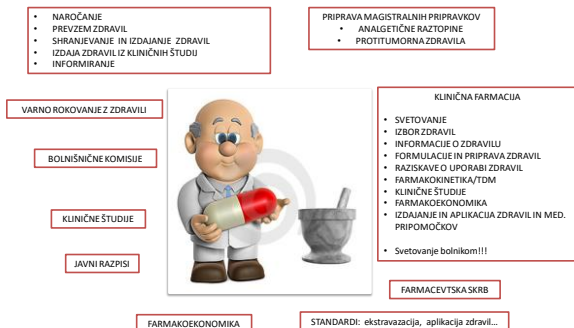 • NAROČANJE
• PREVZEM ZDRAVIL
• SHRANJEVANJE IN IZDAJANJE ZDRAVIL
• IZDAJA ZDRAVIL IZ KLINIČNIH ŠTUDIJ
• INFORMIRANJE
PRIPRAVA MAGISTRALNIH PRIPRAVKOV
• ANALGETIČNE RAZTOPINE
• PROTITUMORNA ZDRAVILA
VARNO ROKOVANJE Z ZDRAVILI
BOLNIŠNIČNE KOMISIJE
KLINIČNE ŠTUDIJE
JAVNI RAZPISI
FARMAKOEKONOMIKA
KLINIČNA FARMACIJA
• SVETOVANJE
• IZBOR ZDRAVIL
• INFORMACIJE O ZDRAVILU
• FORMULACIJE IN PRIPRAVA ZDRAVIL
• RAZISKAVE O UPORABI ZDRAVIL
• FARMAKOKINETIKA/TDM
• KLINIČNE ŠTUDIJE
• FARMAKOEKONOMIKA
• IZDAJANJE IN APLIKACIJA ZDRAVIL IN MED.
PRIPOMOČKOV
• Svetovanje bolnikom!!!
FARMACEVTSKA SKRB
STANDARDI: ekstravazacija, aplikacija zdravil...